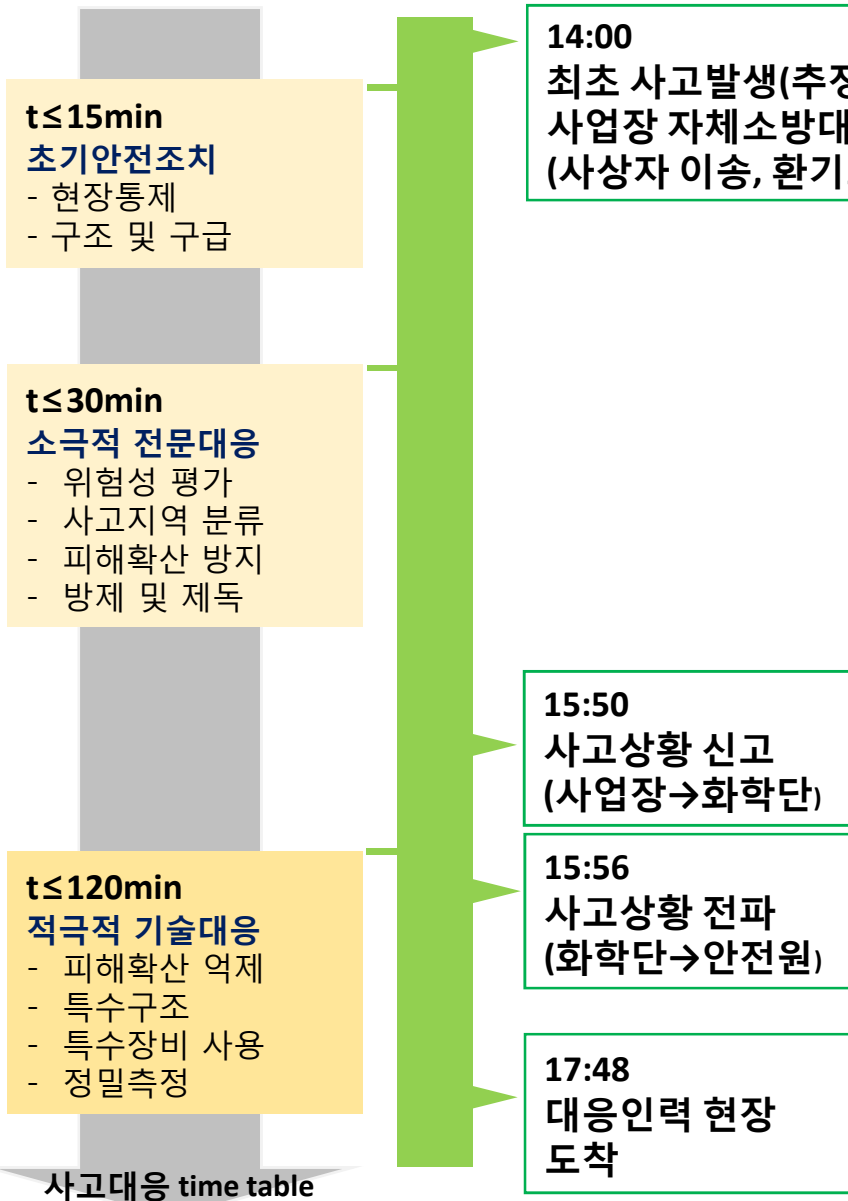 t≤15min
초기안전조치
- 현장통제
- 구조 및 구급
t≤30min
소극적 전문대응
- 위험성 평가
- 사고지역 분류
- 피해확산 방지
- 방제 및 제독
t≤120min
적극적 기술대응
- 피해확산 억제
- 특수구조
- 특수장비 사용
- 정밀측정
사고대응 time table
14:00
최초 사고발생(추정
사업장 자체소방대
(사상자 이송, 환기
15:50
사고상황 신고
(사업장→화학단)
15:56
사고상황 전파
(화학단→안전원)
17:48
대응인력 현장
도착